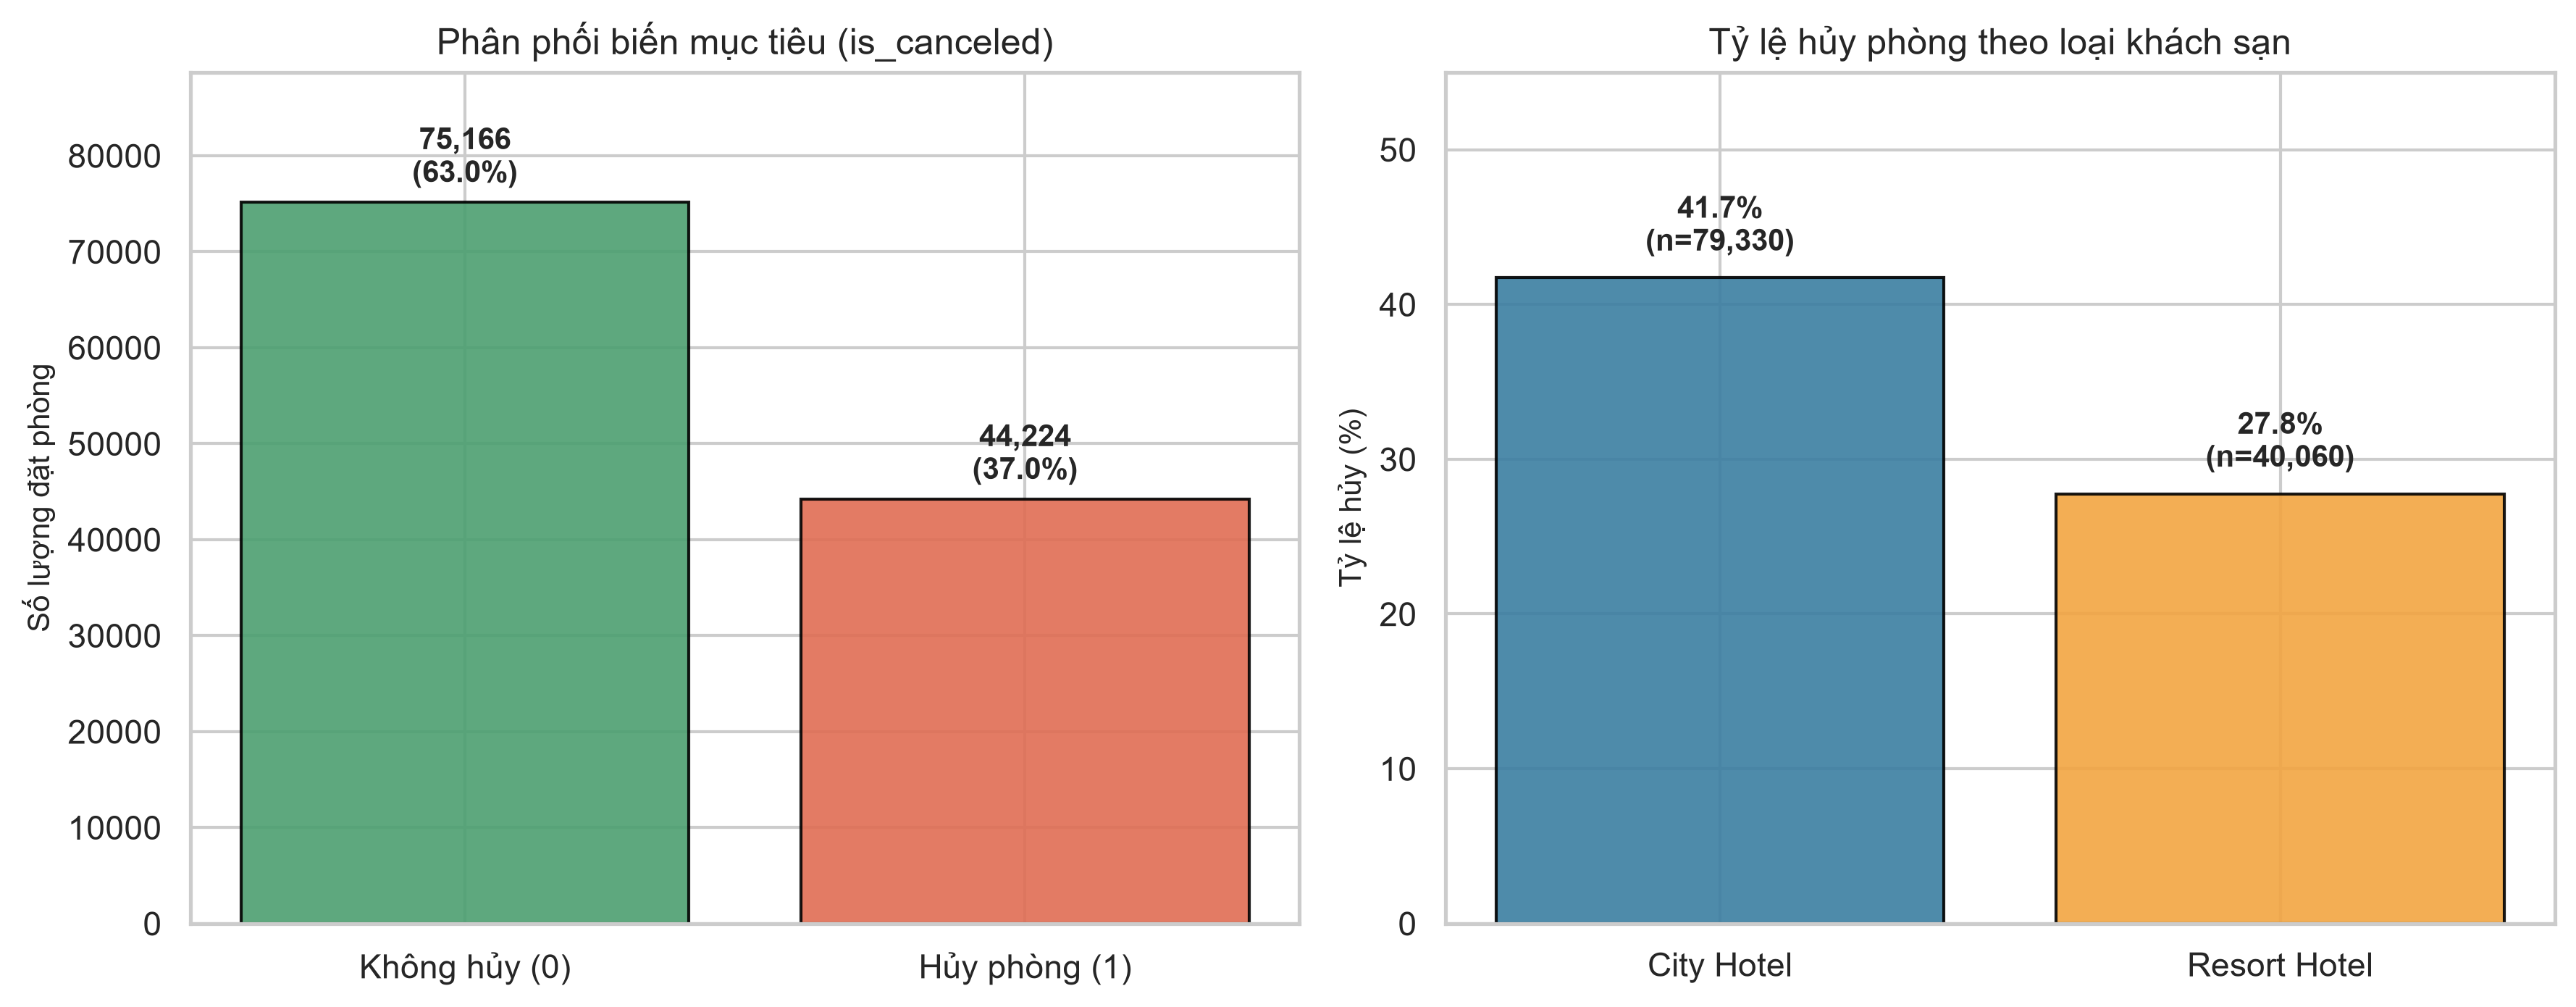 Phân phối biến mục tiêu (is_canceled)
Số lượng đặt phòng
80000
70000
60000
50000
40000
30000
20000
10000
0
75,166
(63.0%)
44,224
(37.0%)
Không hủy (0)
Hủy phòng (1)
Tỷ lệ hủy phòng theo loại khách sạn
Tỷ lệ hủy (%)
50
40
30
20
10
0
41.7%
(n=79,330)
27.8%
(n=40,060)
City Hotel
Resort Hotel